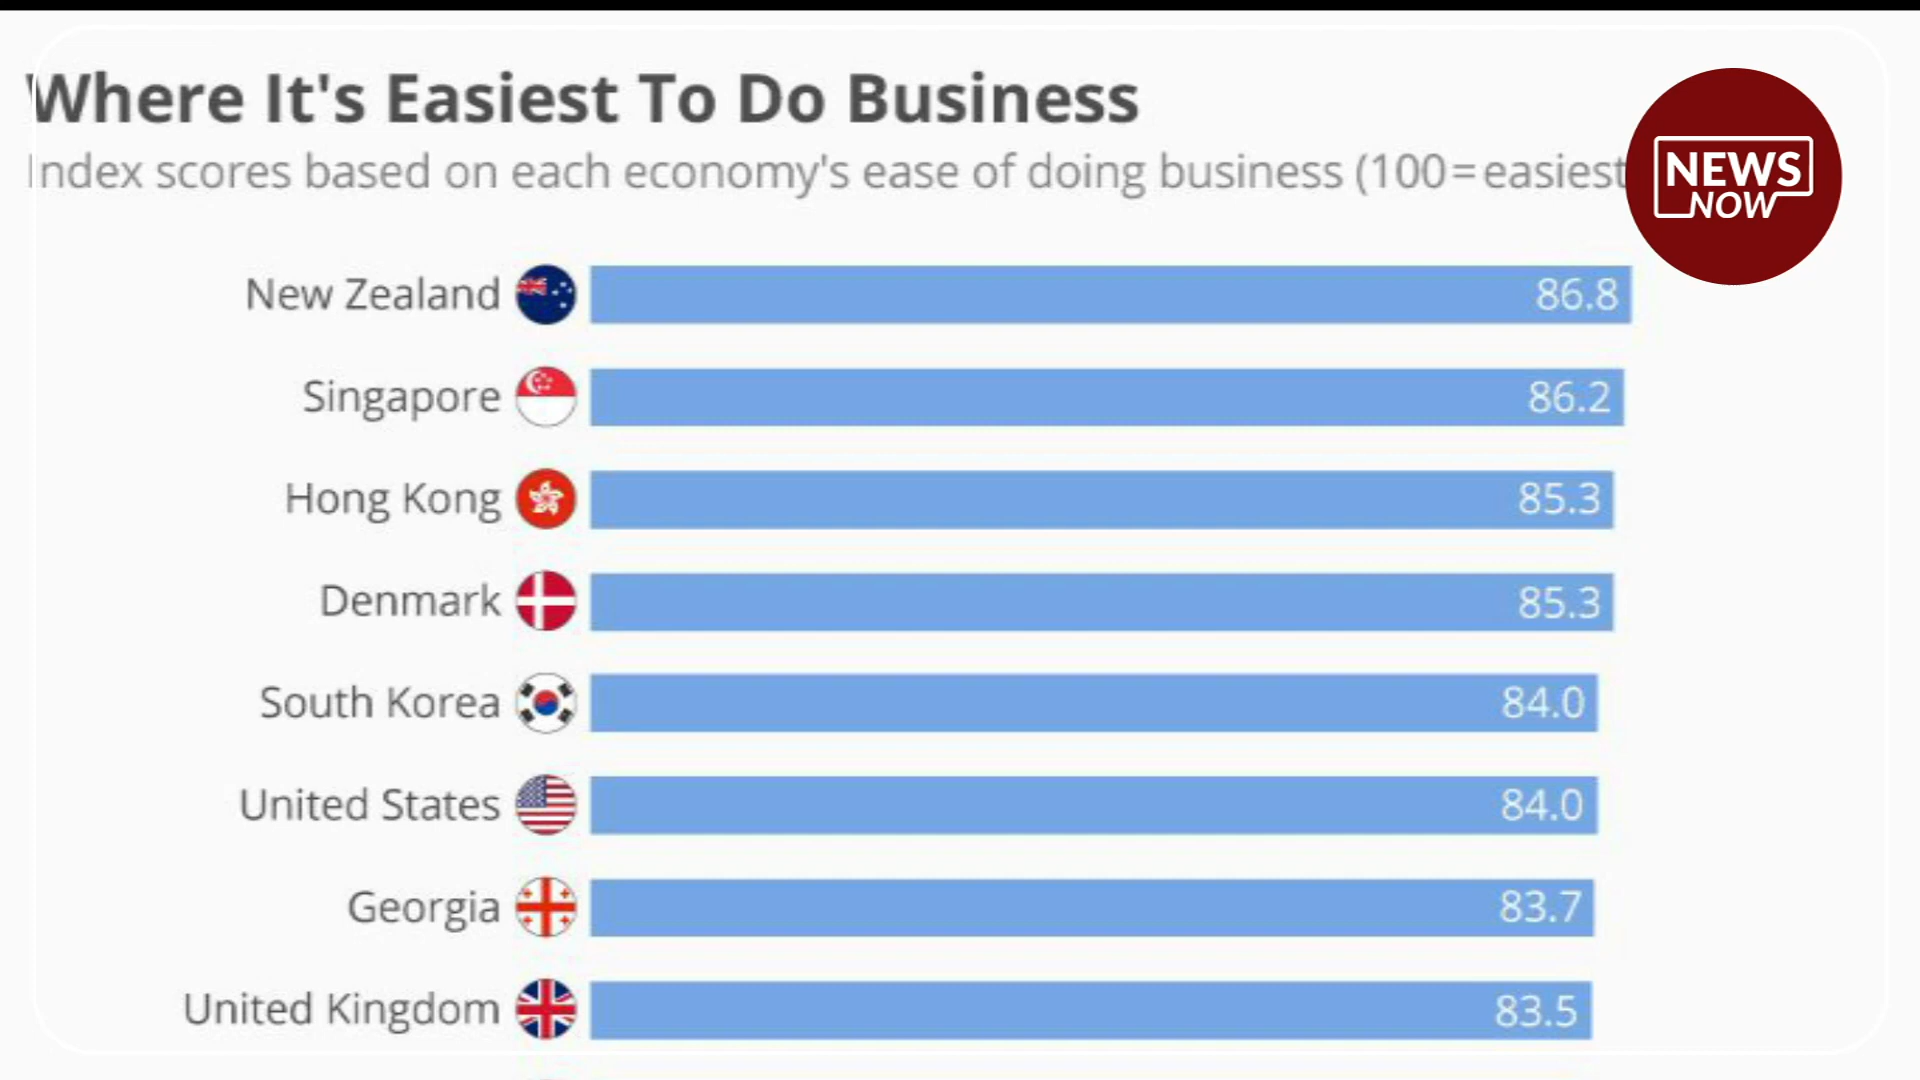 Where It's Easiest To Do Business
Index scores based on each economy's ease of doing business (100=easiest
NEWS
NOW
New Zealand 86.8
Singapore 86.2
Hong Kong 85.3
Denmark 85.3
South Korea 84.0
United States 84.0
Georgia 83.7
United Kingdom 83.5